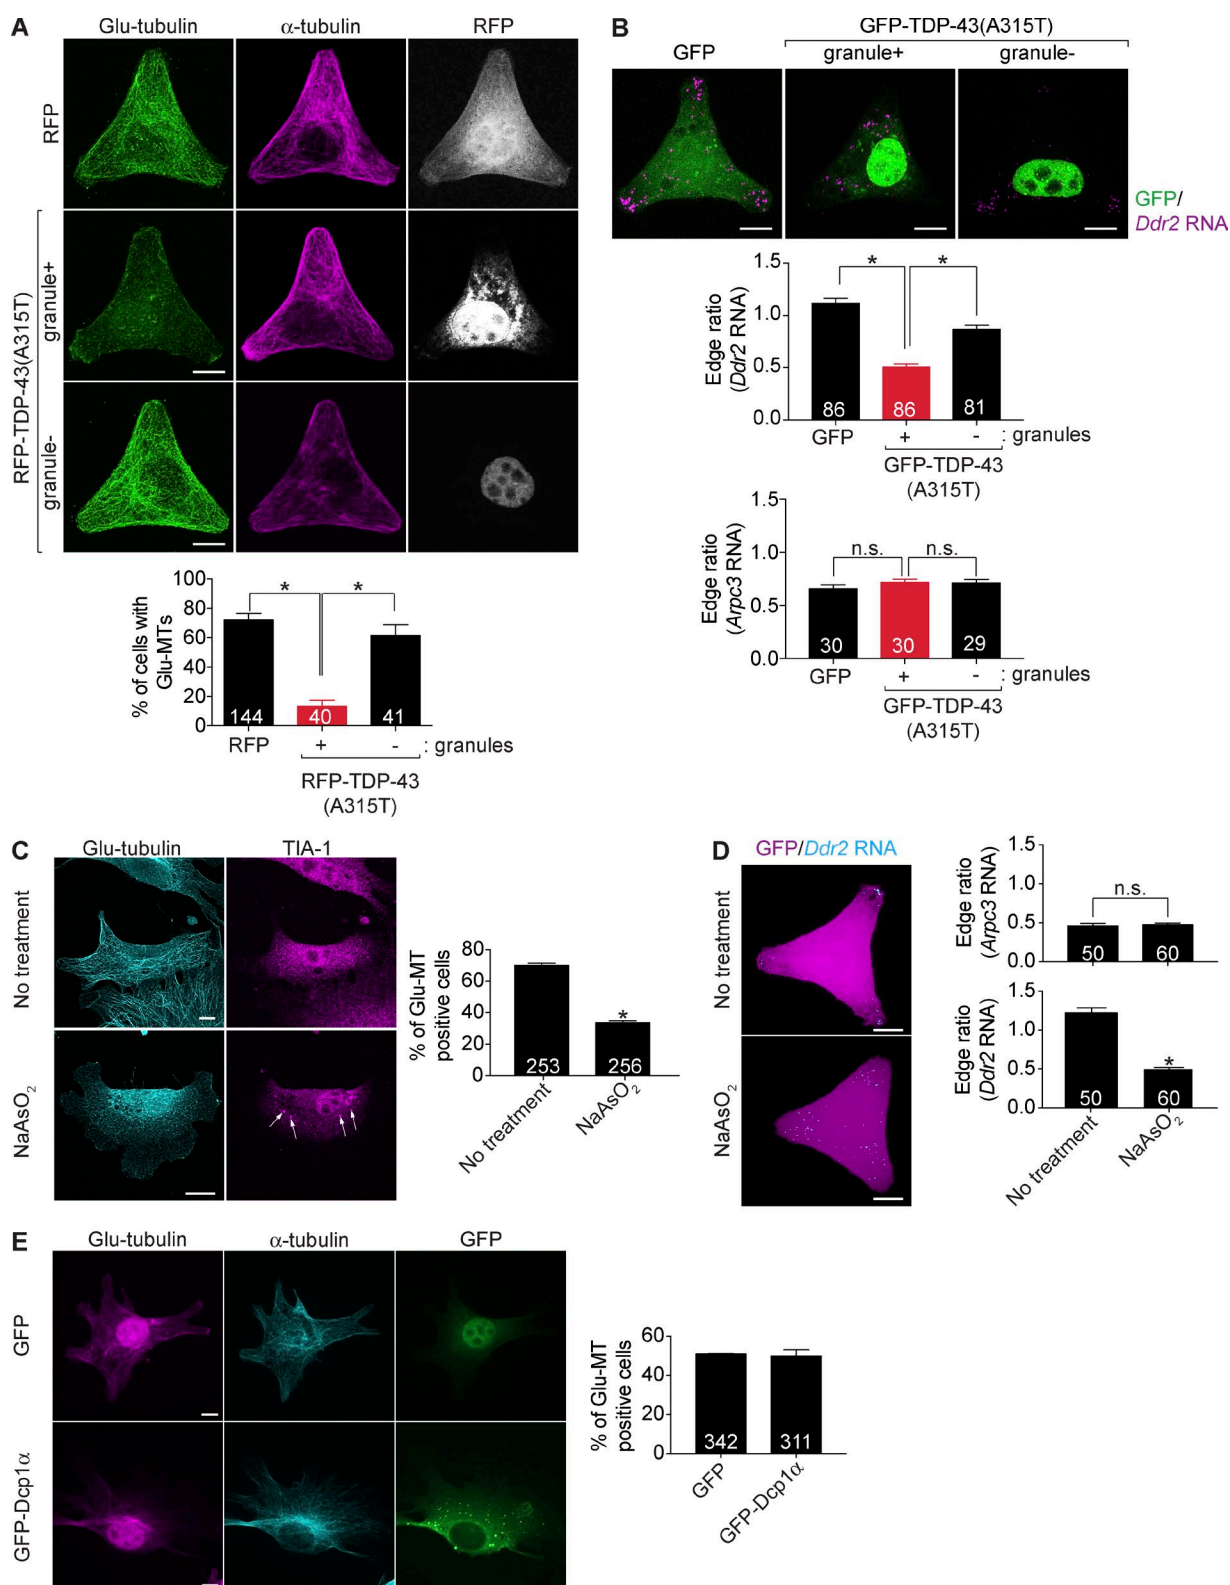 A
Glu-tubulin
α-tubulin
RFP
RFP
RFP-TDP-43(A315T)
granule+
granule-
% of cells with
Glu-MTs
100
80
60
40
20
0
144
40
41
*
*
RFP
+
-
: granules
RFP-TDP-43
(A315T)
B
GFP-TDP-43(A315T)
GFP
granule+
granule-
GFP/
Ddr2 RNA
Edge ratio
(Ddr2 RNA)
1.5
1.0
0.5
0.0
*
*
86
86
81
GFP
+
-
: granules
GFP-TDP-43
(A315T)
Edge ratio
(Arpc3 RNA)
1.5
1.0
0.5
0.0
n.s.
n.s.
30
30
29
GFP
+
-
: granules
GFP-TDP-43
(A315T)
C
Glu-tubulin
TIA-1
No treatment
NaAsO₂
% of Glu-MT
positive cells
80
60
40
20
0
*
253
256
No treatment
NaAsO₂
D
GFP/Ddr2 RNA
No treatment
NaAsO₂
Edge ratio
(Arpc3 RNA)
1.5
1.0
0.5
0.0
n.s.
50
60
Edge ratio
(Ddr2 RNA)
1.5
1.0
0.5
0.0
*
50
60
No treatment
NaAsO₂
E
Glu-tubulin
α-tubulin
GFP
GFP
GFP-Dcp1α
% of Glu-MT
positive cells
60
40
20
0
342
311
GFP
GFP-Dcp1α